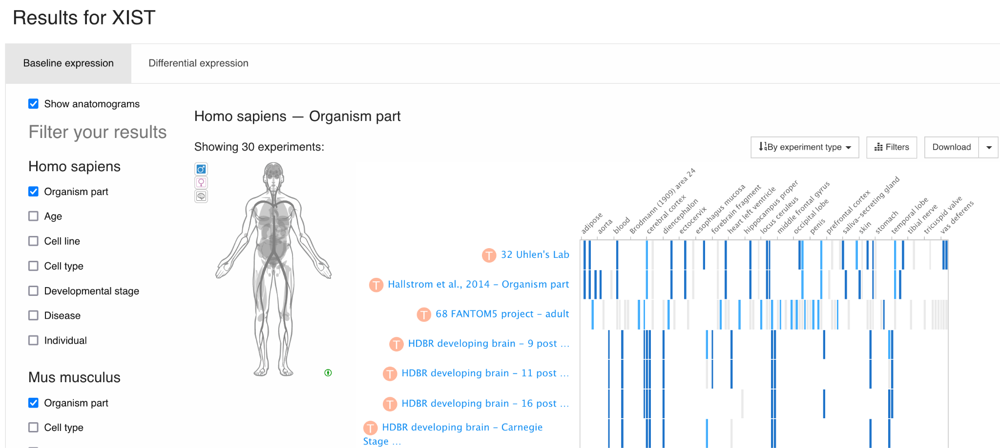 Results for XIST
Baseline expression
Differential expression
Show anatomograms
Filter your results
Homo sapiens
Organism part
Age
Cell line
Cell type
Developmental stage
Disease
Individual
Mus musculus
Organism part
Cell type
Homo sapiens — Organism part
Showing 30 experiments:
By experiment type
Filters
Download
adipose
aorta
blood
Brodmann (1909) area 24
cerebral cortex
diencephalon
ectocervix
esophagus mucosa
forebrain fragment
heart left ventricle
hippocampus proper
locus ceruleus
middle frontal gyrus
occipital lobe
penis
prefrontal cortex
saliva-secreting gland
skin
stomach
temporal lobe
tibial nerve
tricuspid valve
vas deferens
T 32 Uhlen's Lab
T Hallstrom et al., 2014 - Organism part
T 68 FANTOM5 project - adult
T HDBR developing brain - 9 post ...
T HDBR developing brain - 11 post ...
T HDBR developing brain - 16 post ...
T HDBR developing brain - Carnegie
Stage ...